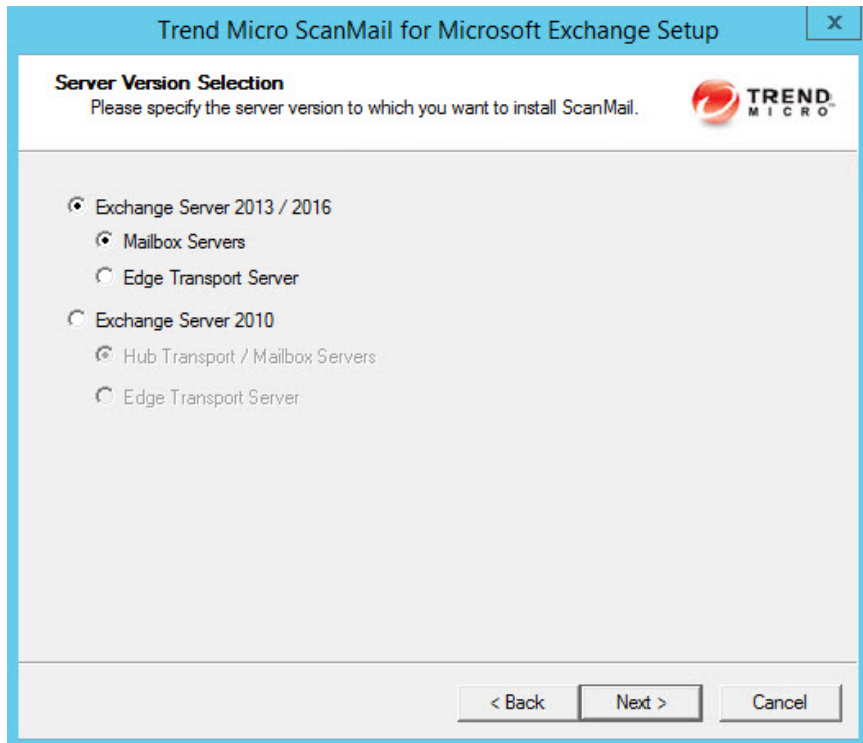 Trend Micro ScanMail for Microsoft Exchange Setup
x
Server Version Selection
Please specify the server version to which you want to install ScanMail.
TREND
MICRO
Exchange Server 2013 / 2016
Mailbox Servers
Edge Transport Server
Exchange Server 2010
Hub Transport / Mailbox Servers
Edge Transport Server
< Back
Next >
Cancel